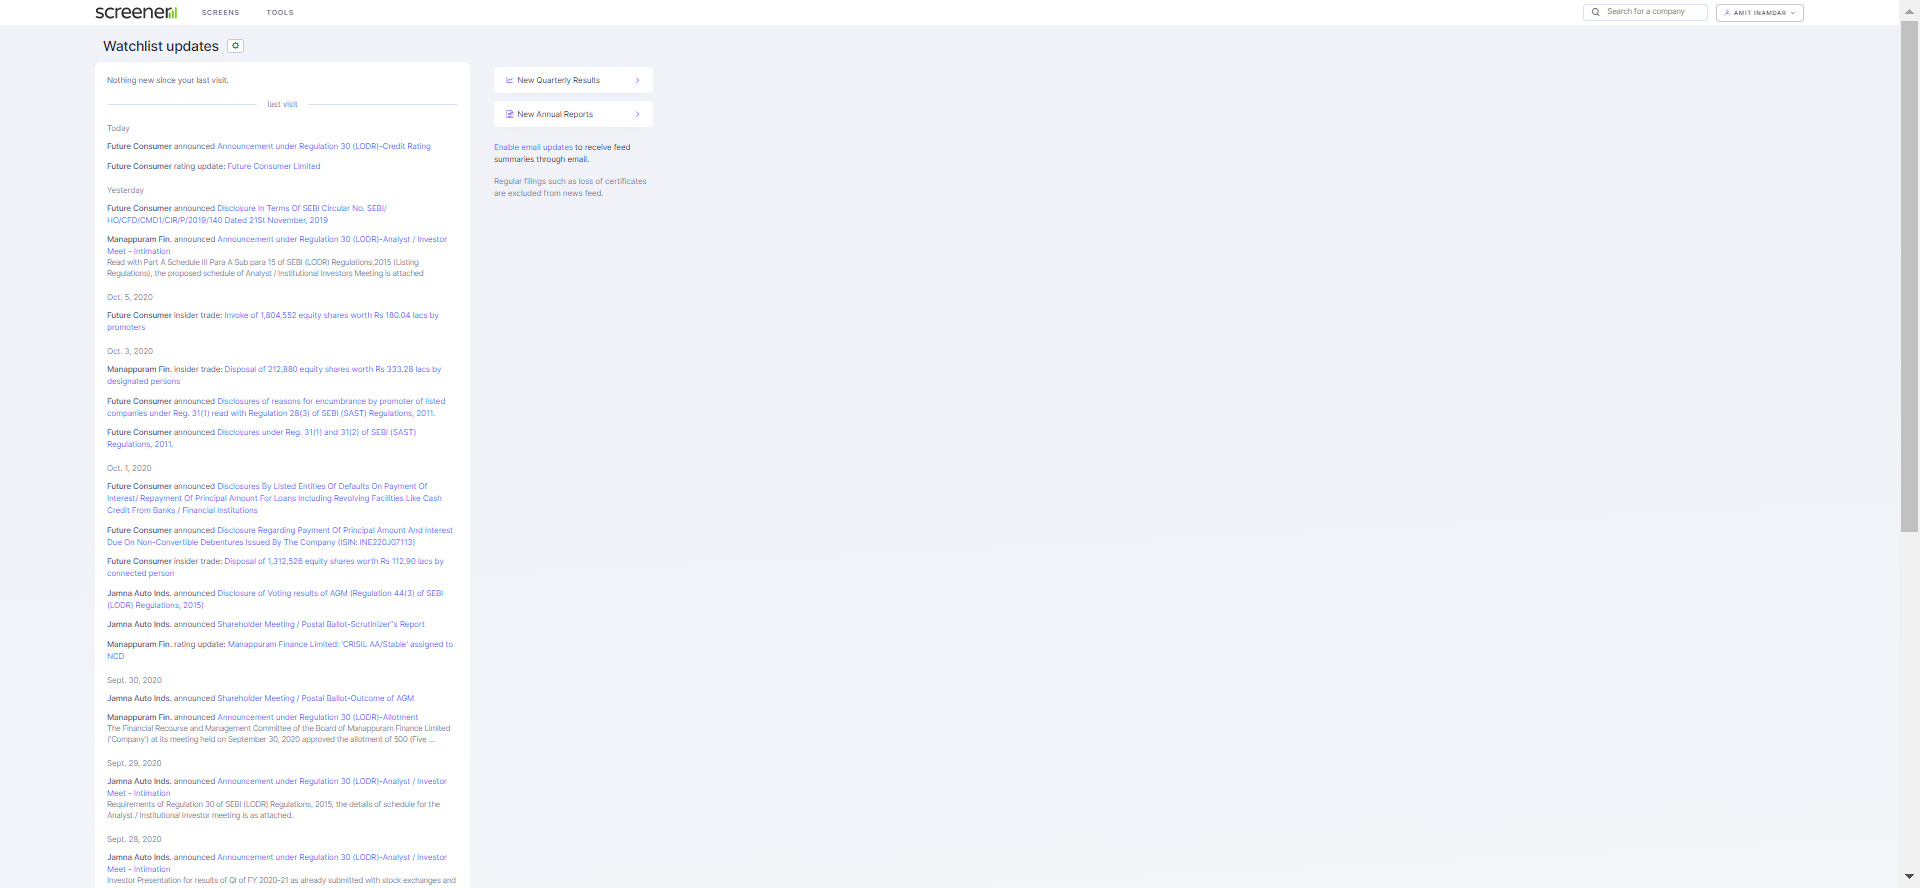 screener
SCREENS
TOOLS
Search for a company
AMIT INAMDAR
Watchlist updates
Nothing new since your last visit.
last visit
Today
Future Consumer announced Announcement under Regulation 30 (LODR)-Credit Rating
Future Consumer rating update: Future Consumer Limited
Yesterday
Future Consumer announced Disclosure In Terms Of SEBI Circular No. SEBI/
HO/CFD/CMD1/CIR/P/2019/140 Dated 21St November, 2019
Manappuram Fin. announced Announcement under Regulation 30 (LODR)-Analyst / Investor
Meet - Intimation
Read with Part A Schedule III Para A Sub para 15 of SEBI (LODR) Regulations,2015 (Listing
Regulations), the proposed schedule of Analyst / Institutional Investors Meeting is attached
Oct. 5, 2020
Future Consumer insider trade: Invoke of 1,804,552 equity shares worth Rs 180.04 lacs by
promoters
Oct. 3, 2020
Manappuram Fin. insider trade: Disposal of 212,880 equity shares worth Rs 333.28 lacs by
designated persons
Future Consumer announced Disclosures of reasons for encumbrance by promoter of listed
companies under Reg. 31(1) read with Regulation 28(3) of SEBI (SAST) Regulations, 2011.
Future Consumer announced Disclosures under Reg. 31(1) and 31(2) of SEBI (SAST)
Regulations, 2011.
Oct. 1, 2020
Future Consumer announced Disclosures By Listed Entities Of Defaults On Payment Of
Interest/ Repayment Of Principal Amount For Loans Including Revolving Facilities Like Cash
Credit From Banks / Financial Institutions
Future Consumer announced Disclosure Regarding Payment Of Principal Amount And Interest
Due On Non-Convertible Debentures Issued By The Company (ISIN: INE220J07113)
Future Consumer insider trade: Disposal of 1,312,526 equity shares worth Rs 112.90 lacs by
connected person
Jamna Auto Inds. announced Disclosure of Voting results of AGM (Regulation 44(3) of SEBI
(LODR) Regulations, 2015)
Jamna Auto Inds. announced Shareholder Meeting / Postal Ballot-Scrutinizer"s Report
Manappuram Fin. rating update: Manappuram Finance Limited: 'CRISIL AA/Stable' assigned to
NCD
Sept. 30, 2020
Jamna Auto Inds. announced Shareholder Meeting / Postal Ballot-Outcome of AGM
Manappuram Fin. announced Announcement under Regulation 30 (LODR)-Allotment
The Financial Recourse and Management Committee of the Board of Manappuram Finance Limited
('Company') at its meeting held on September 30, 2020 approved the allotment of 500 (Five ...
Sept. 29, 2020
Jamna Auto Inds. announced Announcement under Regulation 30 (LODR)-Analyst / Investor
Meet - Intimation
Requirements of Regulation 30 of SEBI (LODR) Regulations, 2015, the details of schedule for the
Analyst / Institutional Investor meeting is as attached.
Sept. 28, 2020
Jamna Auto Inds. announced Announcement under Regulation 30 (LODR)-Analyst / Investor
Meet - Intimation
Investor Presentation for results of QI of FY 2020-21 as already submitted with stock exchanges and
New Quarterly Results
New Annual Reports
Enable email updates to receive feed
summaries through email.
Regular filings such as loss of certificates
are excluded from news feed.